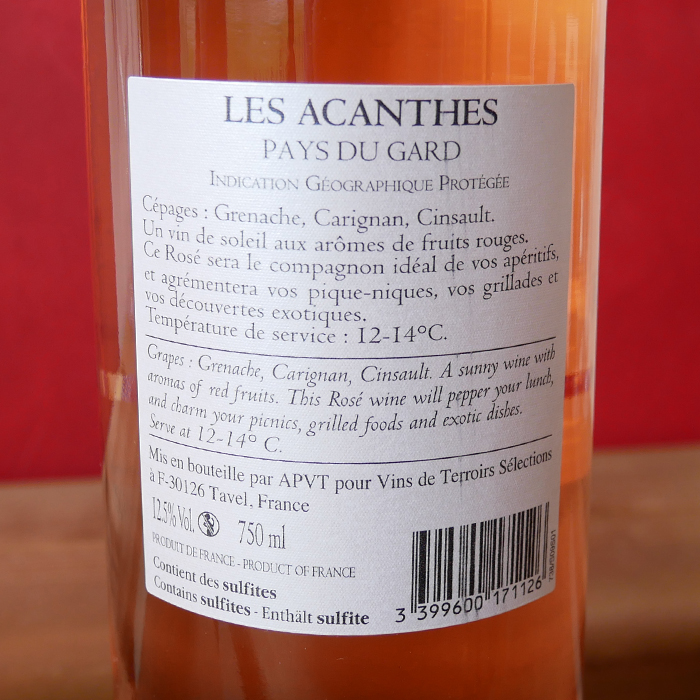 LES ACANTHES
PAYS DU GARD
INDICATION GÉOGRAPHIQUE PROTÉGÉE
Cépages : Grenache, Carignan, Cinsault.
Un vin de soleil aux arômes de fruits rouges.
Ce Rosé sera le compagnon idéal de vos apéritifs,
et agrémentera vos pique-niques, vos grillades et
vos découvertes exotiques.
Température de service : 12-14°C.
Grapes : Grenache, Carignan, Cinsault. A sunny wine with
aromas of red fruits. This Rosé wine will pepper your lunch,
and charm your picnics, grilled foods and exotic dishes.
Serve at 12-14° C.
Mis en bouteille par APVT pour Vins de Terroirs Sélections
à F-30126 Tavel, France
12.5% Vol. 750 ml
PRODUIT DE FRANCE - PRODUCT OF FRANCE
Contient des sulfites
Contains sulfites - Enthält sulfite
3 399600 171126